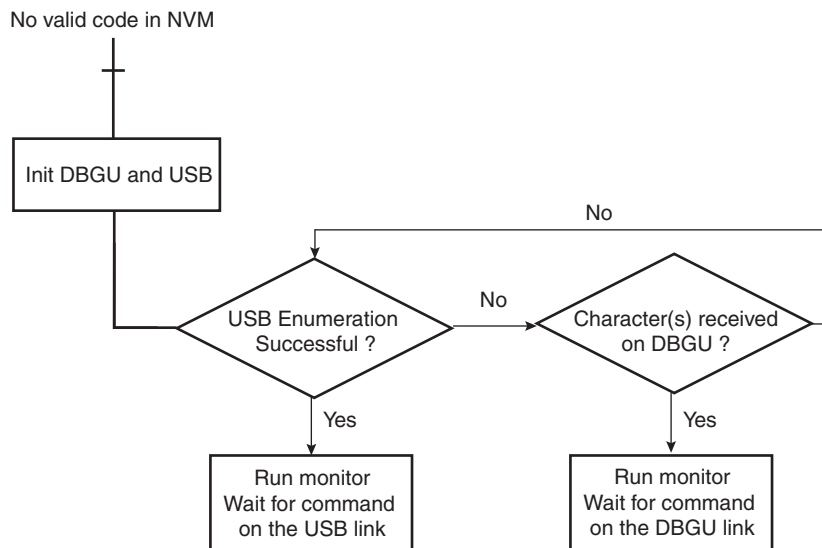 No valid code in NVM
Init DBGU and USB
No
USB Enumeration
Successful ?
No
Character(s) received
on DBGU ?
Yes
Yes
Run monitor
Wait for command
on the USB link
Run monitor
Wait for command
on the DBGU link